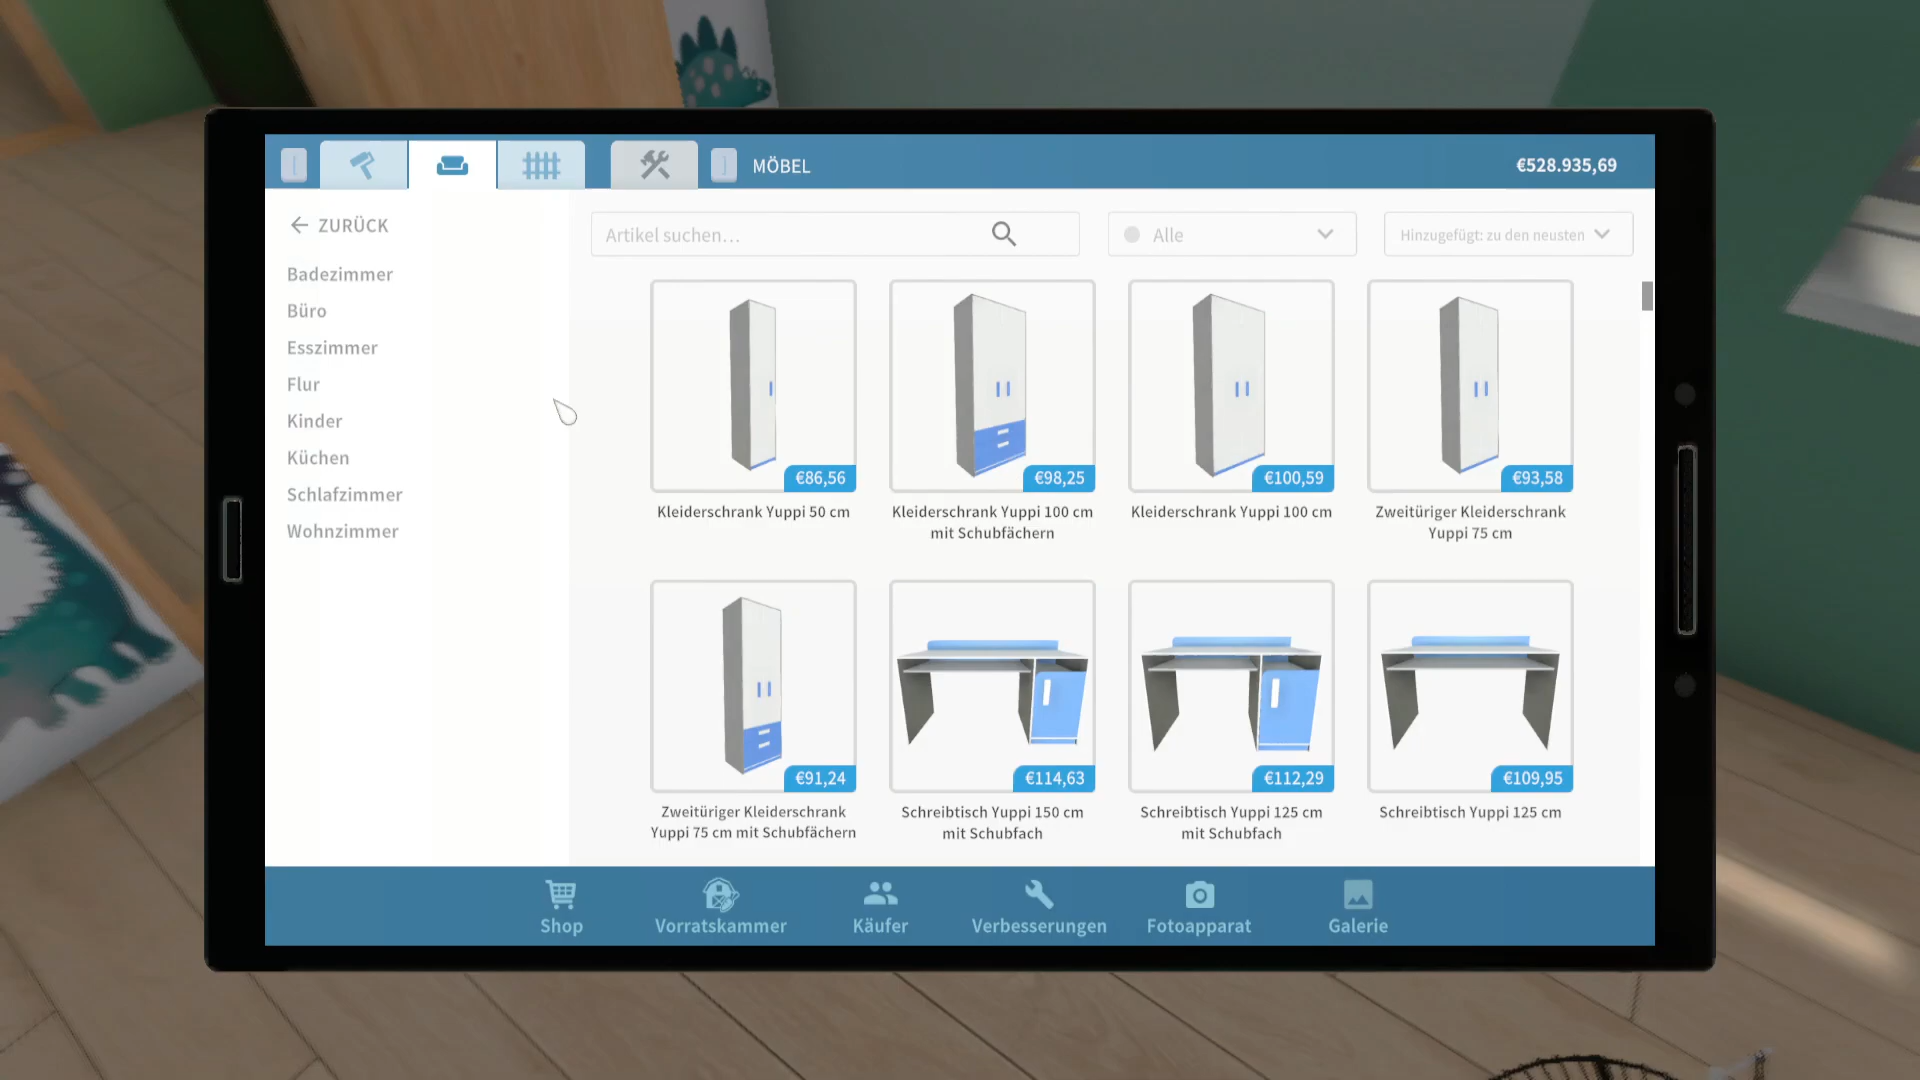 MÖBEL
€528.935,69
ZURÜCK
Artikel suchen...
Alle
Hinzugefügt: zu den neusten
Badezimmer
Büro
Esszimmer
Flur
Kinder
Küchen
Schlafzimmer
Wohnzimmer
€86,56
€98,25
€100,59
€93,58
Kleiderschrank Yuppi 50 cm
Kleiderschrank Yuppi 100 cm
mit Schubfächern
Kleiderschrank Yuppi 100 cm
Zweitüriger Kleiderschrank
Yuppi 75 cm
€91,24
€114,63
€112,29
€109,95
Zweitüriger Kleiderschrank
Yuppi 75 cm mit Schubfächern
Schreibtisch Yuppi 150 cm
mit Schubfach
Schreibtisch Yuppi 125 cm
mit Schubfach
Schreibtisch Yuppi 125 cm
Shop
Vorratskammer
Käufer
Verbesserungen
Fotoapparat
Galerie